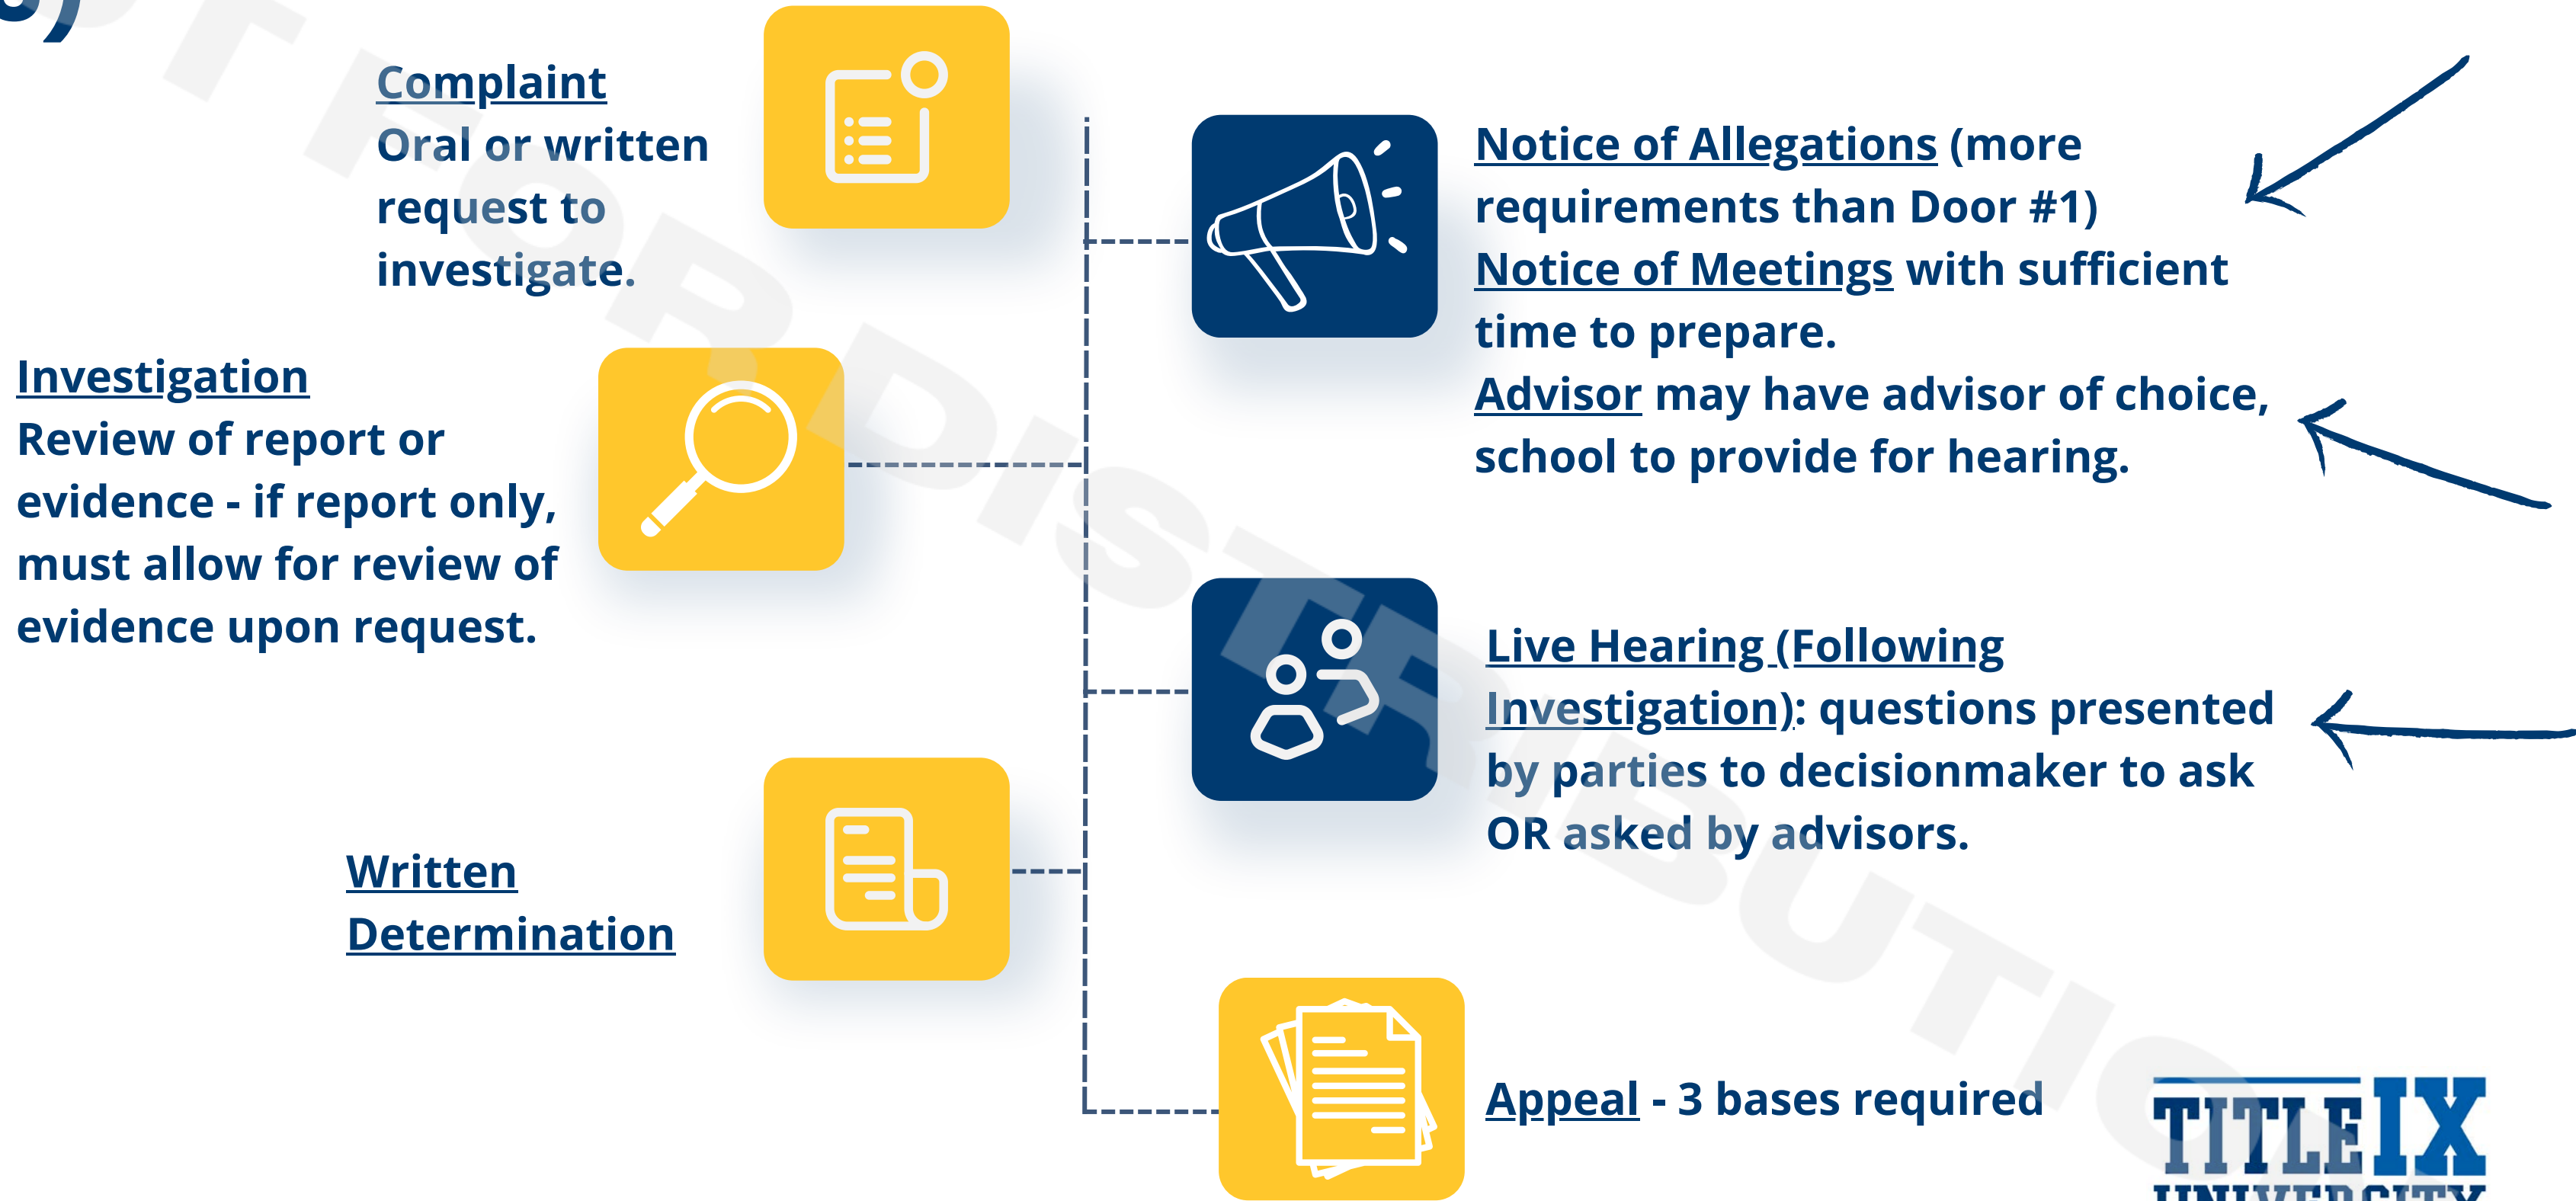 Complaint
Oral or written
request to
investigate.
Notice of Allegations (more
requirements than Door #1)
Notice of Meetings with sufficient
time to prepare.
Advisor may have advisor of choice,
school to provide for hearing.
Investigation
Review of report or
evidence - if report only,
must allow for review of
evidence upon request.
Live Hearing (Following
Investigation): questions presented
by parties to decisionmaker to ask
OR asked by advisors.
Written
Determination
Appeal - 3 bases required
TITLE IX
UNIVERSITY
FOR DISTRIBUTION